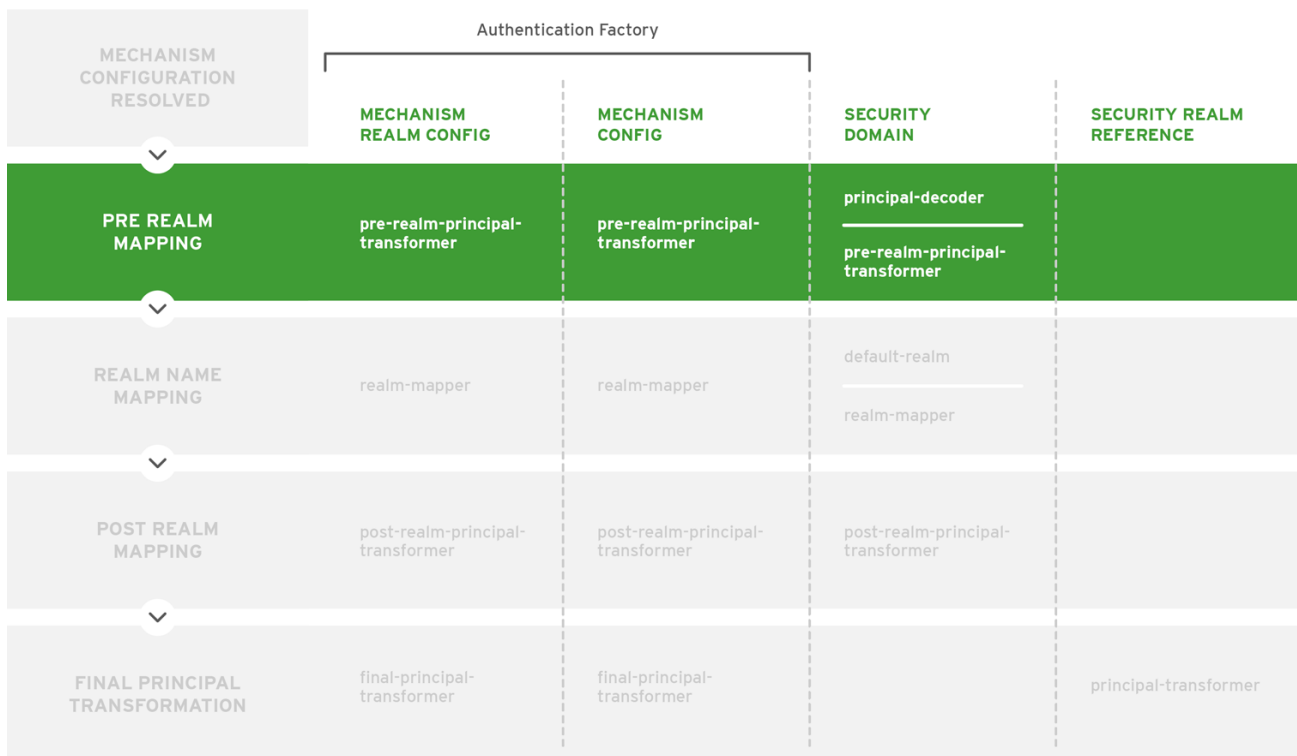 Authentication Factory
MECHANISM
CONFIGURATION
RESOLVED
MECHANISM
REALM CONFIG
MECHANISM
CONFIG
SECURITY
DOMAIN
SECURITY REALM
REFERENCE
PRE REALM
MAPPING
pre-realm-principal-
transformer
pre-realm-principal-
transformer
principal-decoder
pre-realm-principal-
transformer
REALM NAME
MAPPING
realm-mapper
realm-mapper
default-realm
realm-mapper
POST REALM
MAPPING
post-realm-principal-
transformer
post-realm-principal-
transformer
post-realm-principal-
transformer
FINAL PRINCIPAL
TRANSFORMATION
final-principal-
transformer
final-principal-
transformer
principal-transformer